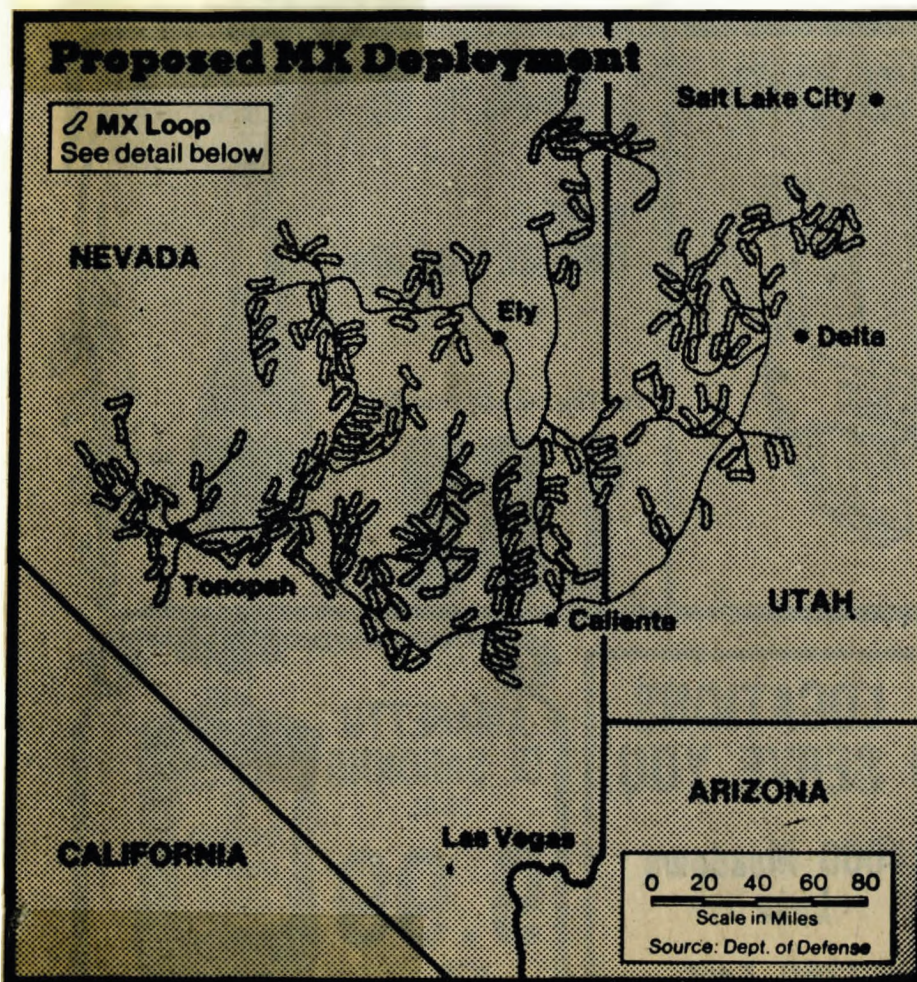 Proposed MX Deployment
MX Loop
See detail below
Salt Lake City
NEVADA
Ely
Delta
Tonopah
Caliente
UTAH
ARIZONA
Las Vegas
CALIFORNIA
0 20 40 60 80
Scale in Miles
Source: Dept. of Defense